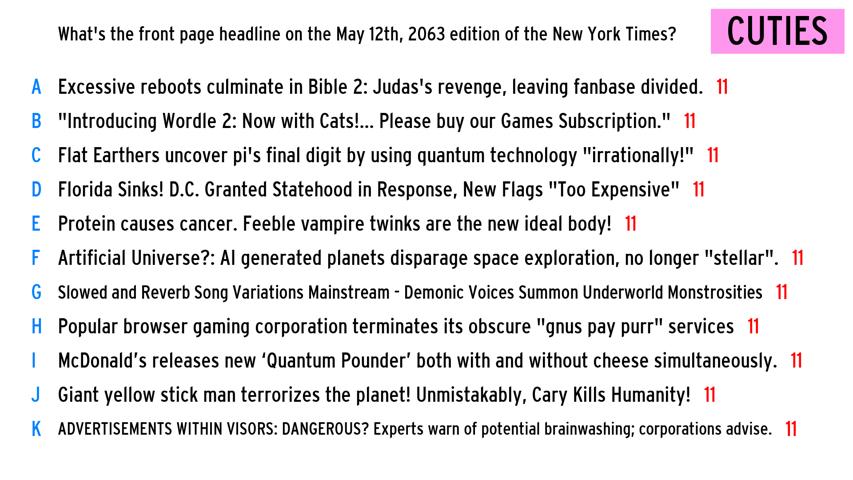 What's the front page headline on the May 12th, 2063 edition of the New York Times?
CUTIES
A Excessive reboots culminate in Bible 2: Judas's revenge, leaving fanbase divided. 11
B "Introducing Wordle 2: Now with Cats!... Please buy our Games Subscription." 11
C Flat Earthers uncover pi's final digit by using quantum technology "irrationally!" 11
D Florida Sinks! D.C. Granted Statehood in Response, New Flags "Too Expensive" 11
E Protein causes cancer. Feeble vampire twinks are the new ideal body! 11
F Artificial Universe?: AI generated planets disparage space exploration, no longer "stellar". 11
G Slowed and Reverb Song Variations Mainstream - Demonic Voices Summon Underworld Monstrosities 11
H Popular browser gaming corporation terminates its obscure "gnus pay purr" services 11
I McDonald’s releases new ‘Quantum Pounder’ both with and without cheese simultaneously. 11
J Giant yellow stick man terrorizes the planet! Unmistakably, Cary Kills Humanity! 11
K ADVERTISEMENTS WITHIN VISORS: DANGEROUS? Experts warn of potential brainwashing; corporations advise. 11